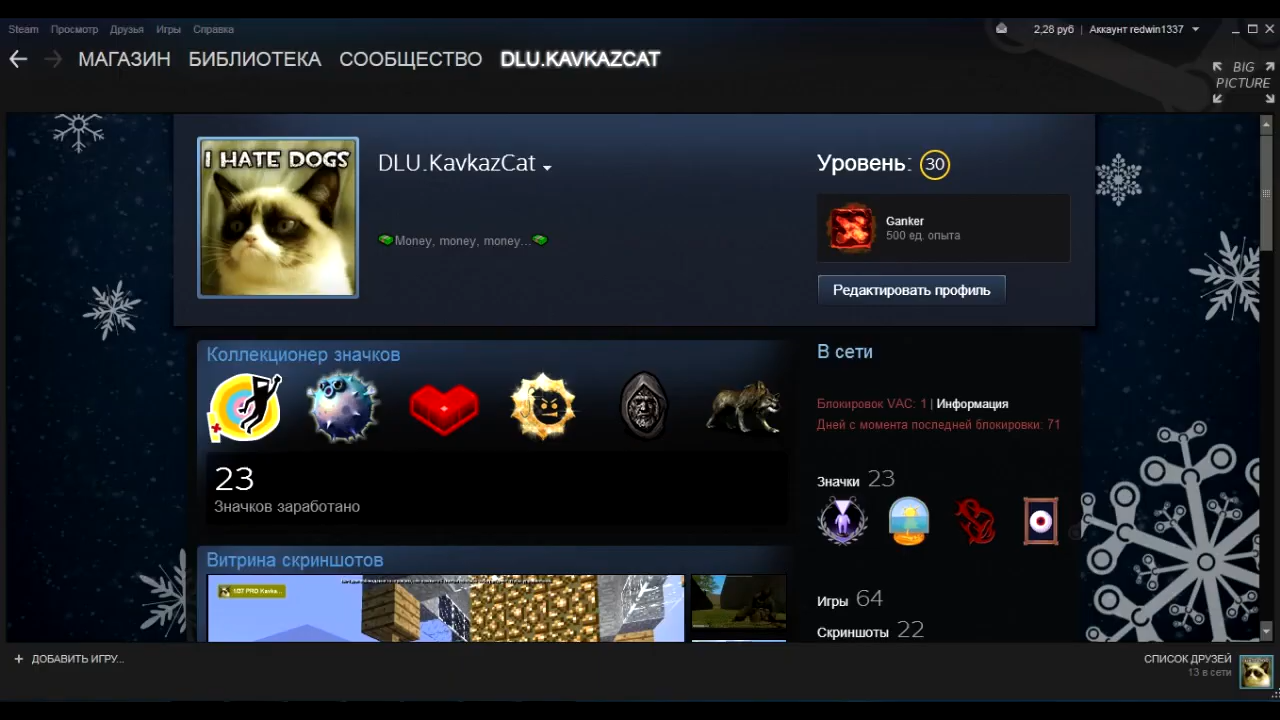 Steam Просмотр Друзья Игры Справка
2,28 руб | Аккаунт redwin1337
МАГАЗИН БИБЛИОТЕКА СООБЩЕСТВО DLU.KAVKAZCAT
BIG PICTURE
I HATE DOGS
DLU.KavkazCat
Money, money, money...
Уровень: 30
Ganker
500 ед. опыта
Редактировать профиль
Коллекционер значков
23
Значков заработано
В сети
Блокировок VAC: 1 | Информация
Дней с момента последней блокировки: 71
Значки 23
Витрина скриншотов
Игры 64
Скриншоты 22
+ ДОБАВИТЬ ИГРУ...
СПИСОК ДРУЗЕЙ
13 в сети